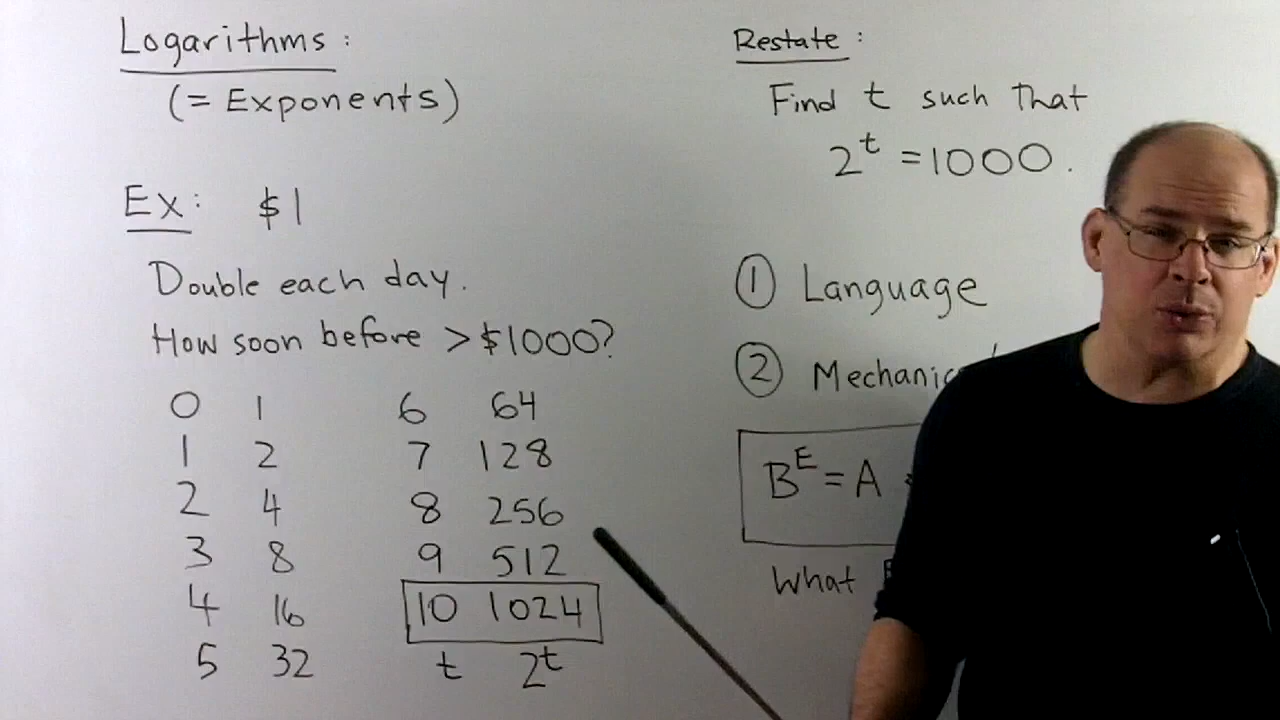 Logarithms:
(= Exponents)
Ex: $1
Double each day.
How soon before > $1000?
0 1 6 64
1 2 7 128
2 4 8 256
3 8 9 512
4 16 10 1024
5 32 t 2^t
Restate:
Find t such that
2^t = 1000.
① Language
②
B^E = A
What